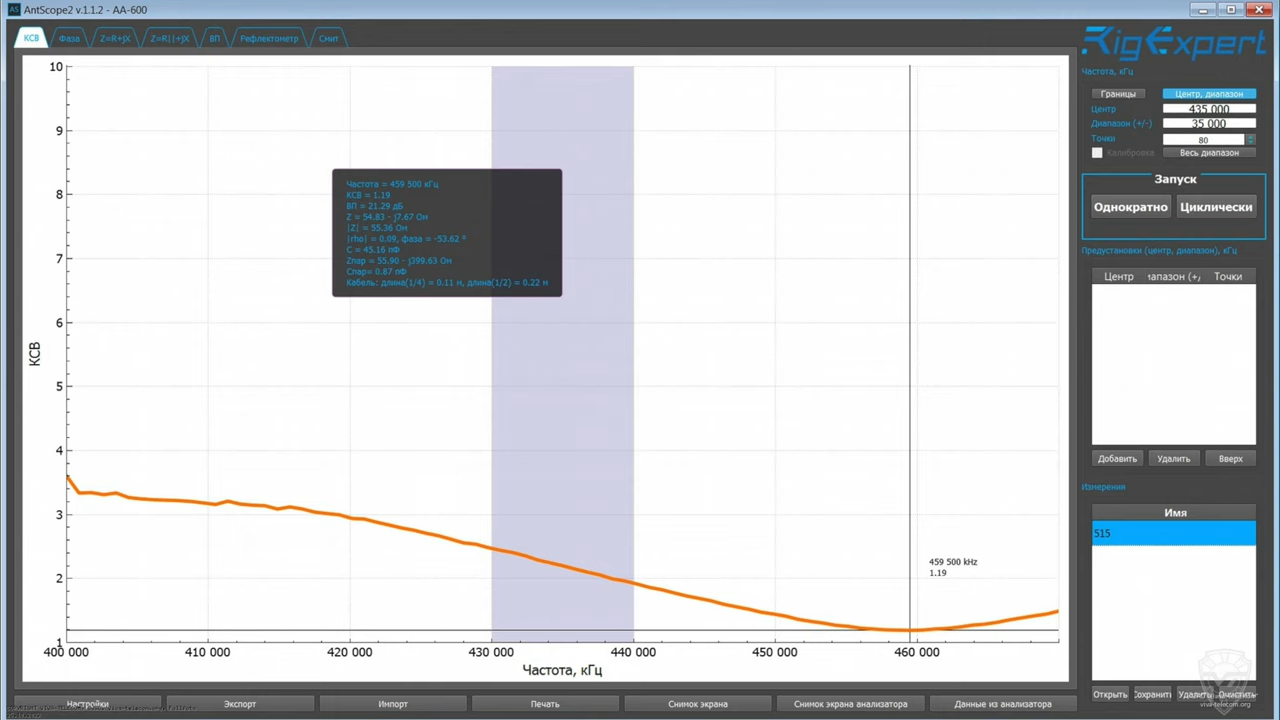 AntScope2 v.1.1.2 - AA-600
КСВ Фаза Z=R+jX Z=R||+jX ВП Рефлектометр Смит
RigExpert
Частота, кГц
Границы Центр, диапазон
Центр 435 000
Диапазон (+/-) 35 000
Точки 80
Калибровка Весь диапазон
Запуск
Однократно Циклически
Предустановки (центр, диапазон), кГц
Центр иапазон (+/ Точки
Добавить Удалить Вверх
Измерения
Имя
515
Открыть Сохранить Удалить Очистить
10
9
8
7
6
5
4
3
2
1
КСВ
Частота = 459 500 кГц
КСВ = 1.19
ВП = 21.29 дБ
Z = 54.83 - j7.67 Ом
|Z| = 55.36 Ом
|rho| = 0.09, фаза = -53.62 °
C = 45.16 пФ
Zпар = 55.90 - j399.63 Ом
Cпар= 0.87 пФ
Кабель: длина(1/4) = 0.11 м, длина(1/2) = 0.22 м
459 500 kHz
1.19
400 000 410 000 420 000 430 000 440 000 450 000 460 000
Частота, кГц
Настройки Экспорт Импорт Печать Снимок экрана Снимок экрана анализатора Данные из анализатора
viva-telecom.org